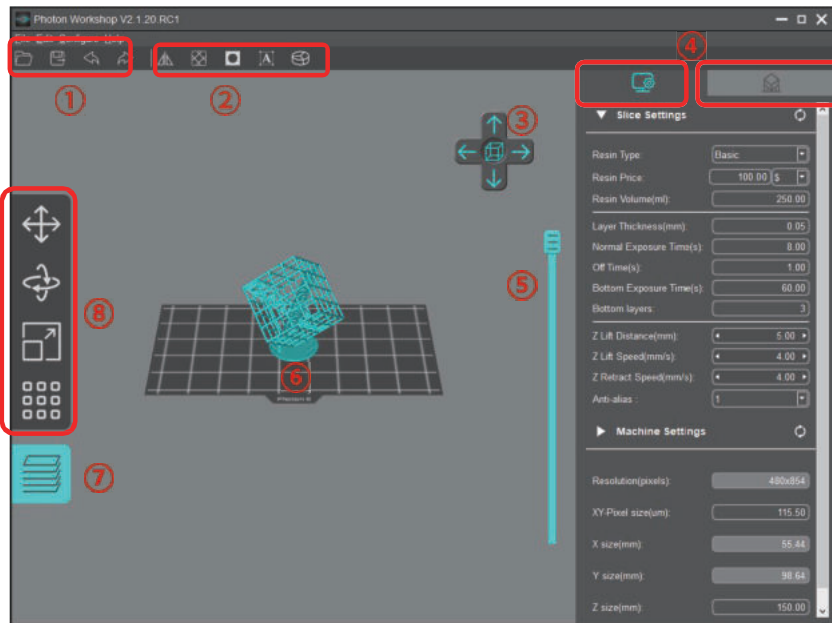 Photon Workshop V2.1.20 RC1
File Edit Configure Help
①
②
③
④
⑤
⑥
⑦
⑧
Slice Settings
Resin Type: Basic
Resin Price: 100.00 $
Resin Volume(ml): 250.00
Layer Thickness(mm): 0.05
Normal Exposure Time(s): 8.00
Off Time(s): 1.00
Bottom Exposure Time(s): 60.00
Bottom layers: 3
Z Lift Distance(mm): 5.00
Z Lift Speed(mm/s): 4.00
Z Retract Speed(mm/s): 4.00
Anti-alias : 1
Machine Settings
Resolution(pixels): 480x854
XY-Pixel size(um): 115.50
X size(mm): 55.44
Y size(mm): 98.64
Z size(mm): 150.00